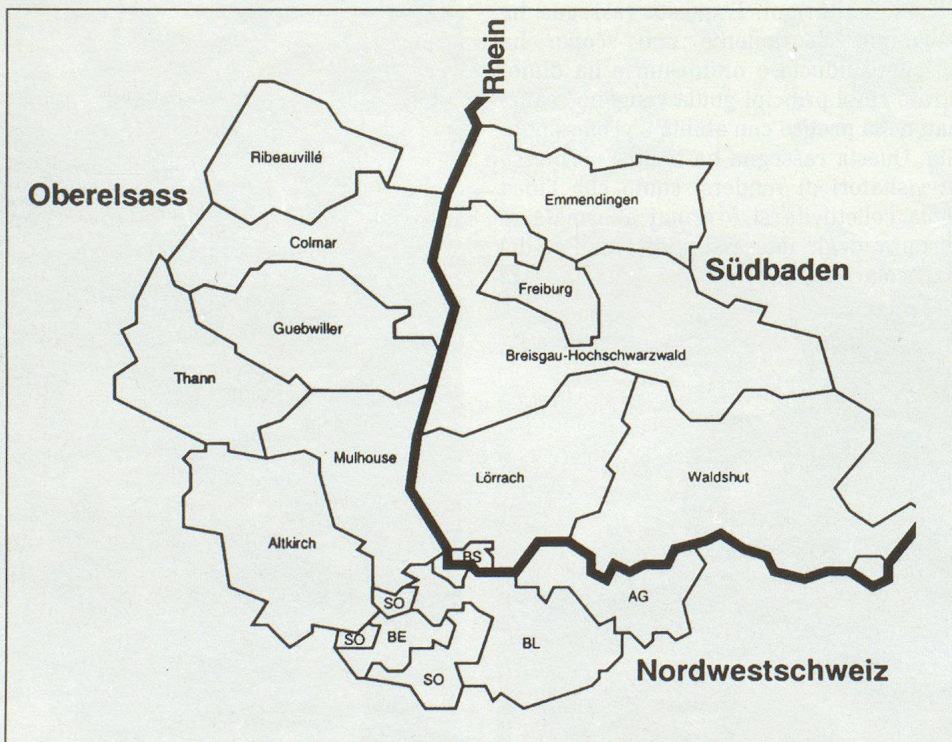 Rhein
Ribeauvillé
Oberelsass
Emmendingen
Colmar
Südbaden
Freiburg
Guebwiller
Breisgau-Hochschwarzwald
Thann
Mulhouse
Lörrach
Waldshut
Altkirch
BS
SO
AG
SO
BE
BL
SO
Nordwestschweiz